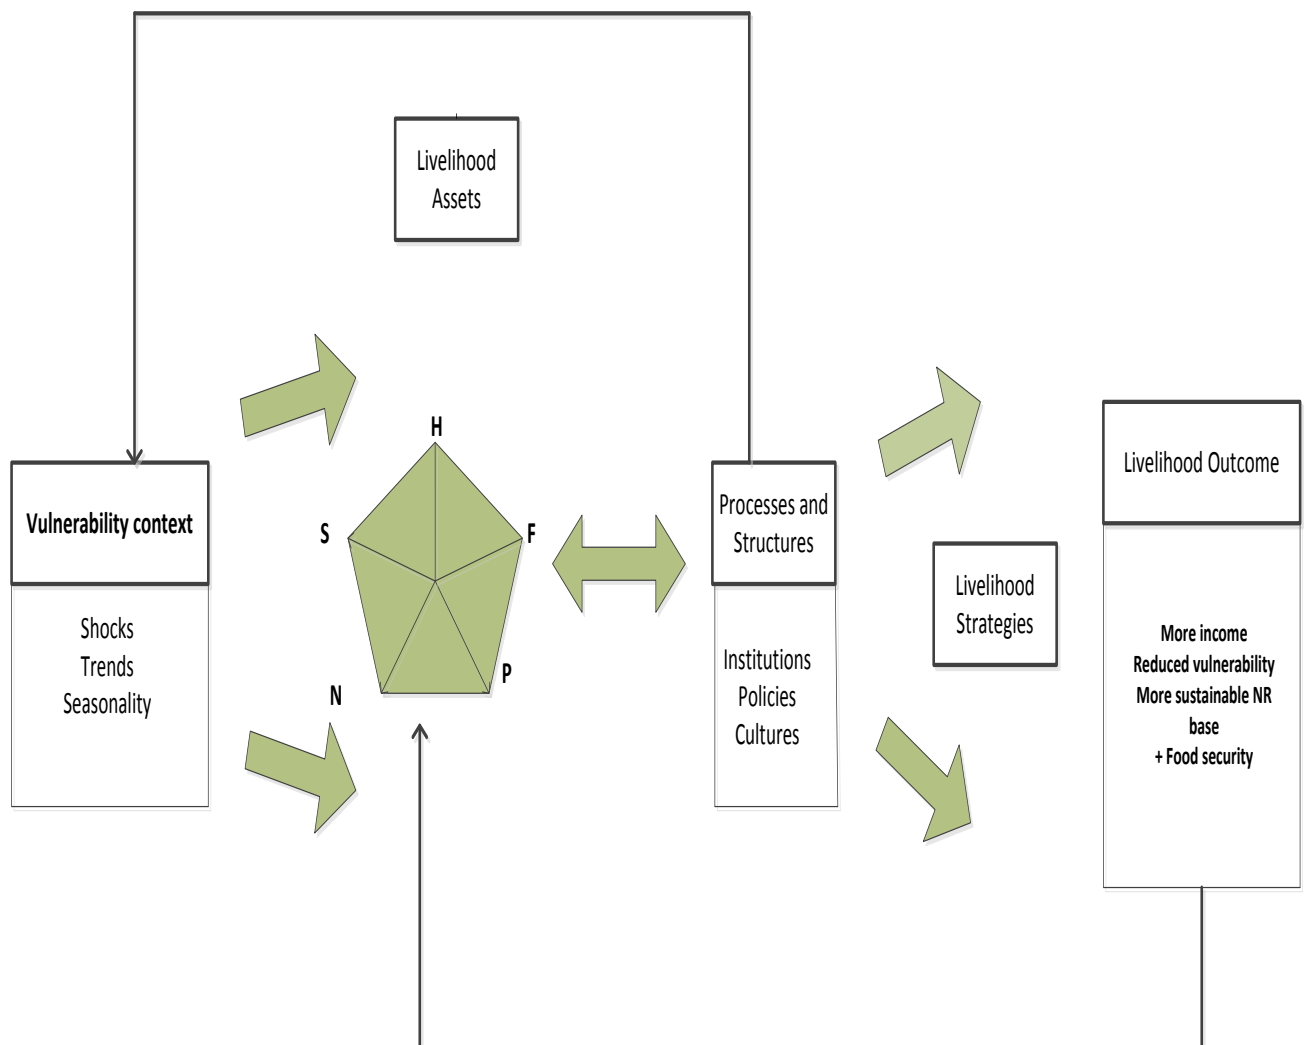 Livelihood
Assets
Vulnerability context
Shocks
Trends
Seasonality
H
S
F
N
P
Processes and
Structures
Institutions
Policies
Cultures
Livelihood
Strategies
Livelihood Outcome
More income
Reduced vulnerability
More sustainable NR
base
+ Food security